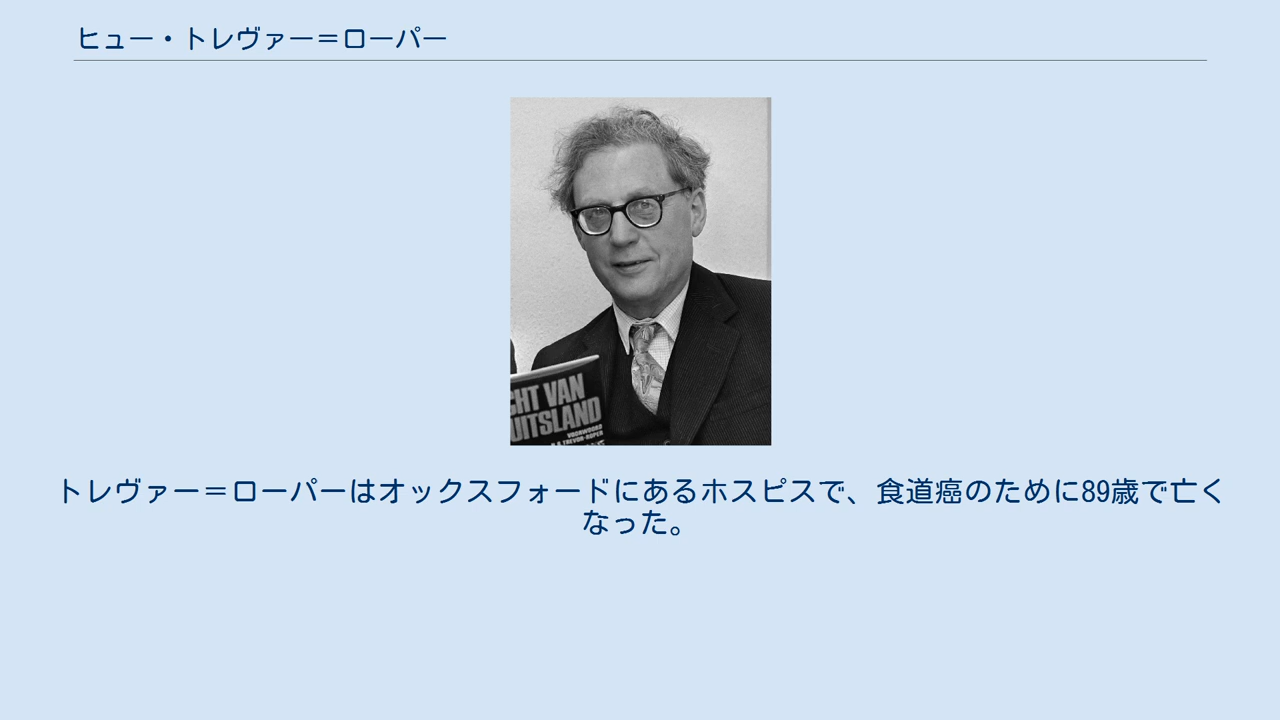 ヒュー・トレヴァー＝ローパー
CHT VAN
UITSLAND
VOORWOORD
TREVOR-ROPER
トレヴァー＝ローパーはオックスフォードにあるホスピスで、食道癌のために89歳で亡く
なった。